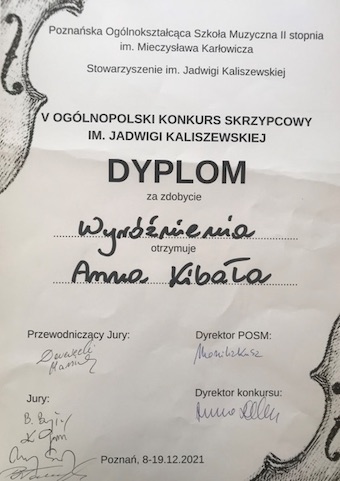 Poznańska Ogólnokształcąca Szkoła Muzyczna II stopnia
im. Mieczysława Karłowicza
Stowarzyszenie im. Jadwigi Kaliszewskiej
V OGÓLNOPOLSKI KONKURS SKRZYPCOWY
IM. JADWIGI KALISZEWSKIEJ
DYPLOM
za zdobycie
Wyróżnienia
otrzymuje
Anna Kibała
Przewodniczący Jury:
Dyrektor POSM:
Jury:
Dyrektor konkursu:
Poznań, 8-19.12.2021